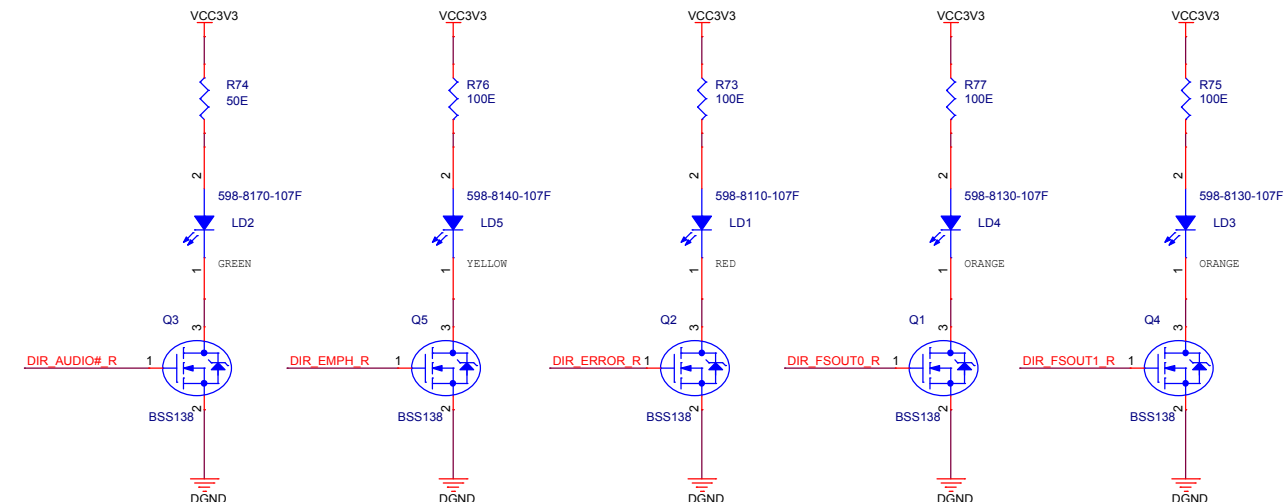 VCC3V3 VCC3V3 VCC3V3 VCC3V3 VCC3V3
R74 R76 R73 R77 R75
50E 100E 100E 100E 100E
2 2 2 2 2
598-8170-107F 598-8140-107F 598-8110-107F 598-8130-107F 598-8130-107F
LD2 LD5 LD1 LD4 LD3
1 GREEN 1 YELLOW 1 RED 1 ORANGE 1 ORANGE
Q3 3 Q5 3 Q2 3 Q1 3 Q4 3
DIR_AUDIO#_R 1 DIR_EMPH_R 1 DIR_ERROR_R 1 DIR_FSOUT0_R 1 DIR_FSOUT1_R 1
BSS138 2 BSS138 2 BSS138 2 BSS138 2 BSS138 2
DGND DGND DGND DGND DGND